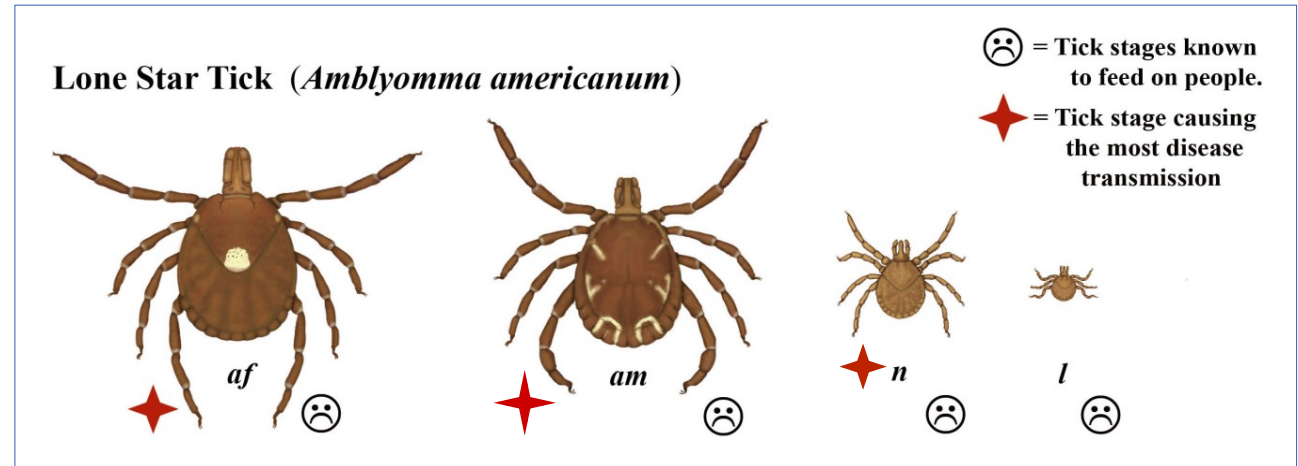 Lone Star Tick (Amblyomma americanum)
= Tick stages known
to feed on people.
= Tick stage causing
the most disease
transmission
af
am
n
l